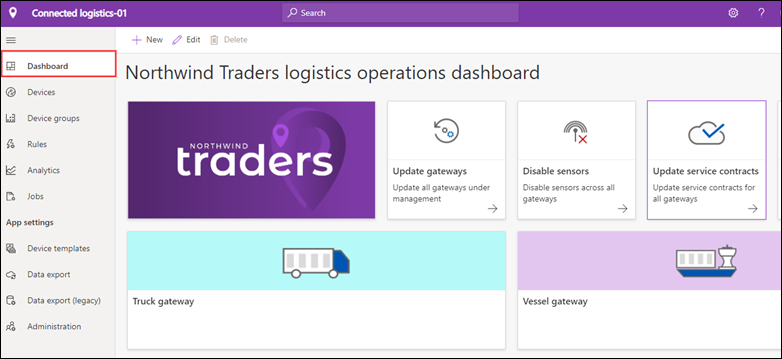 Connected logistics-01
Search
?
New Edit Delete
Dashboard
Devices
Device groups
Rules
Analytics
Jobs
App settings
Device templates
Data export
Data export (legacy)
Administration
Northwind Traders logistics operations dashboard
NORTHWIND
traders
Update gateways
Update all gateways under
management
Disable sensors
Disable sensors across all
gateways
Update service contracts
Update service contracts for
all gateways
Truck gateway
Vessel gateway